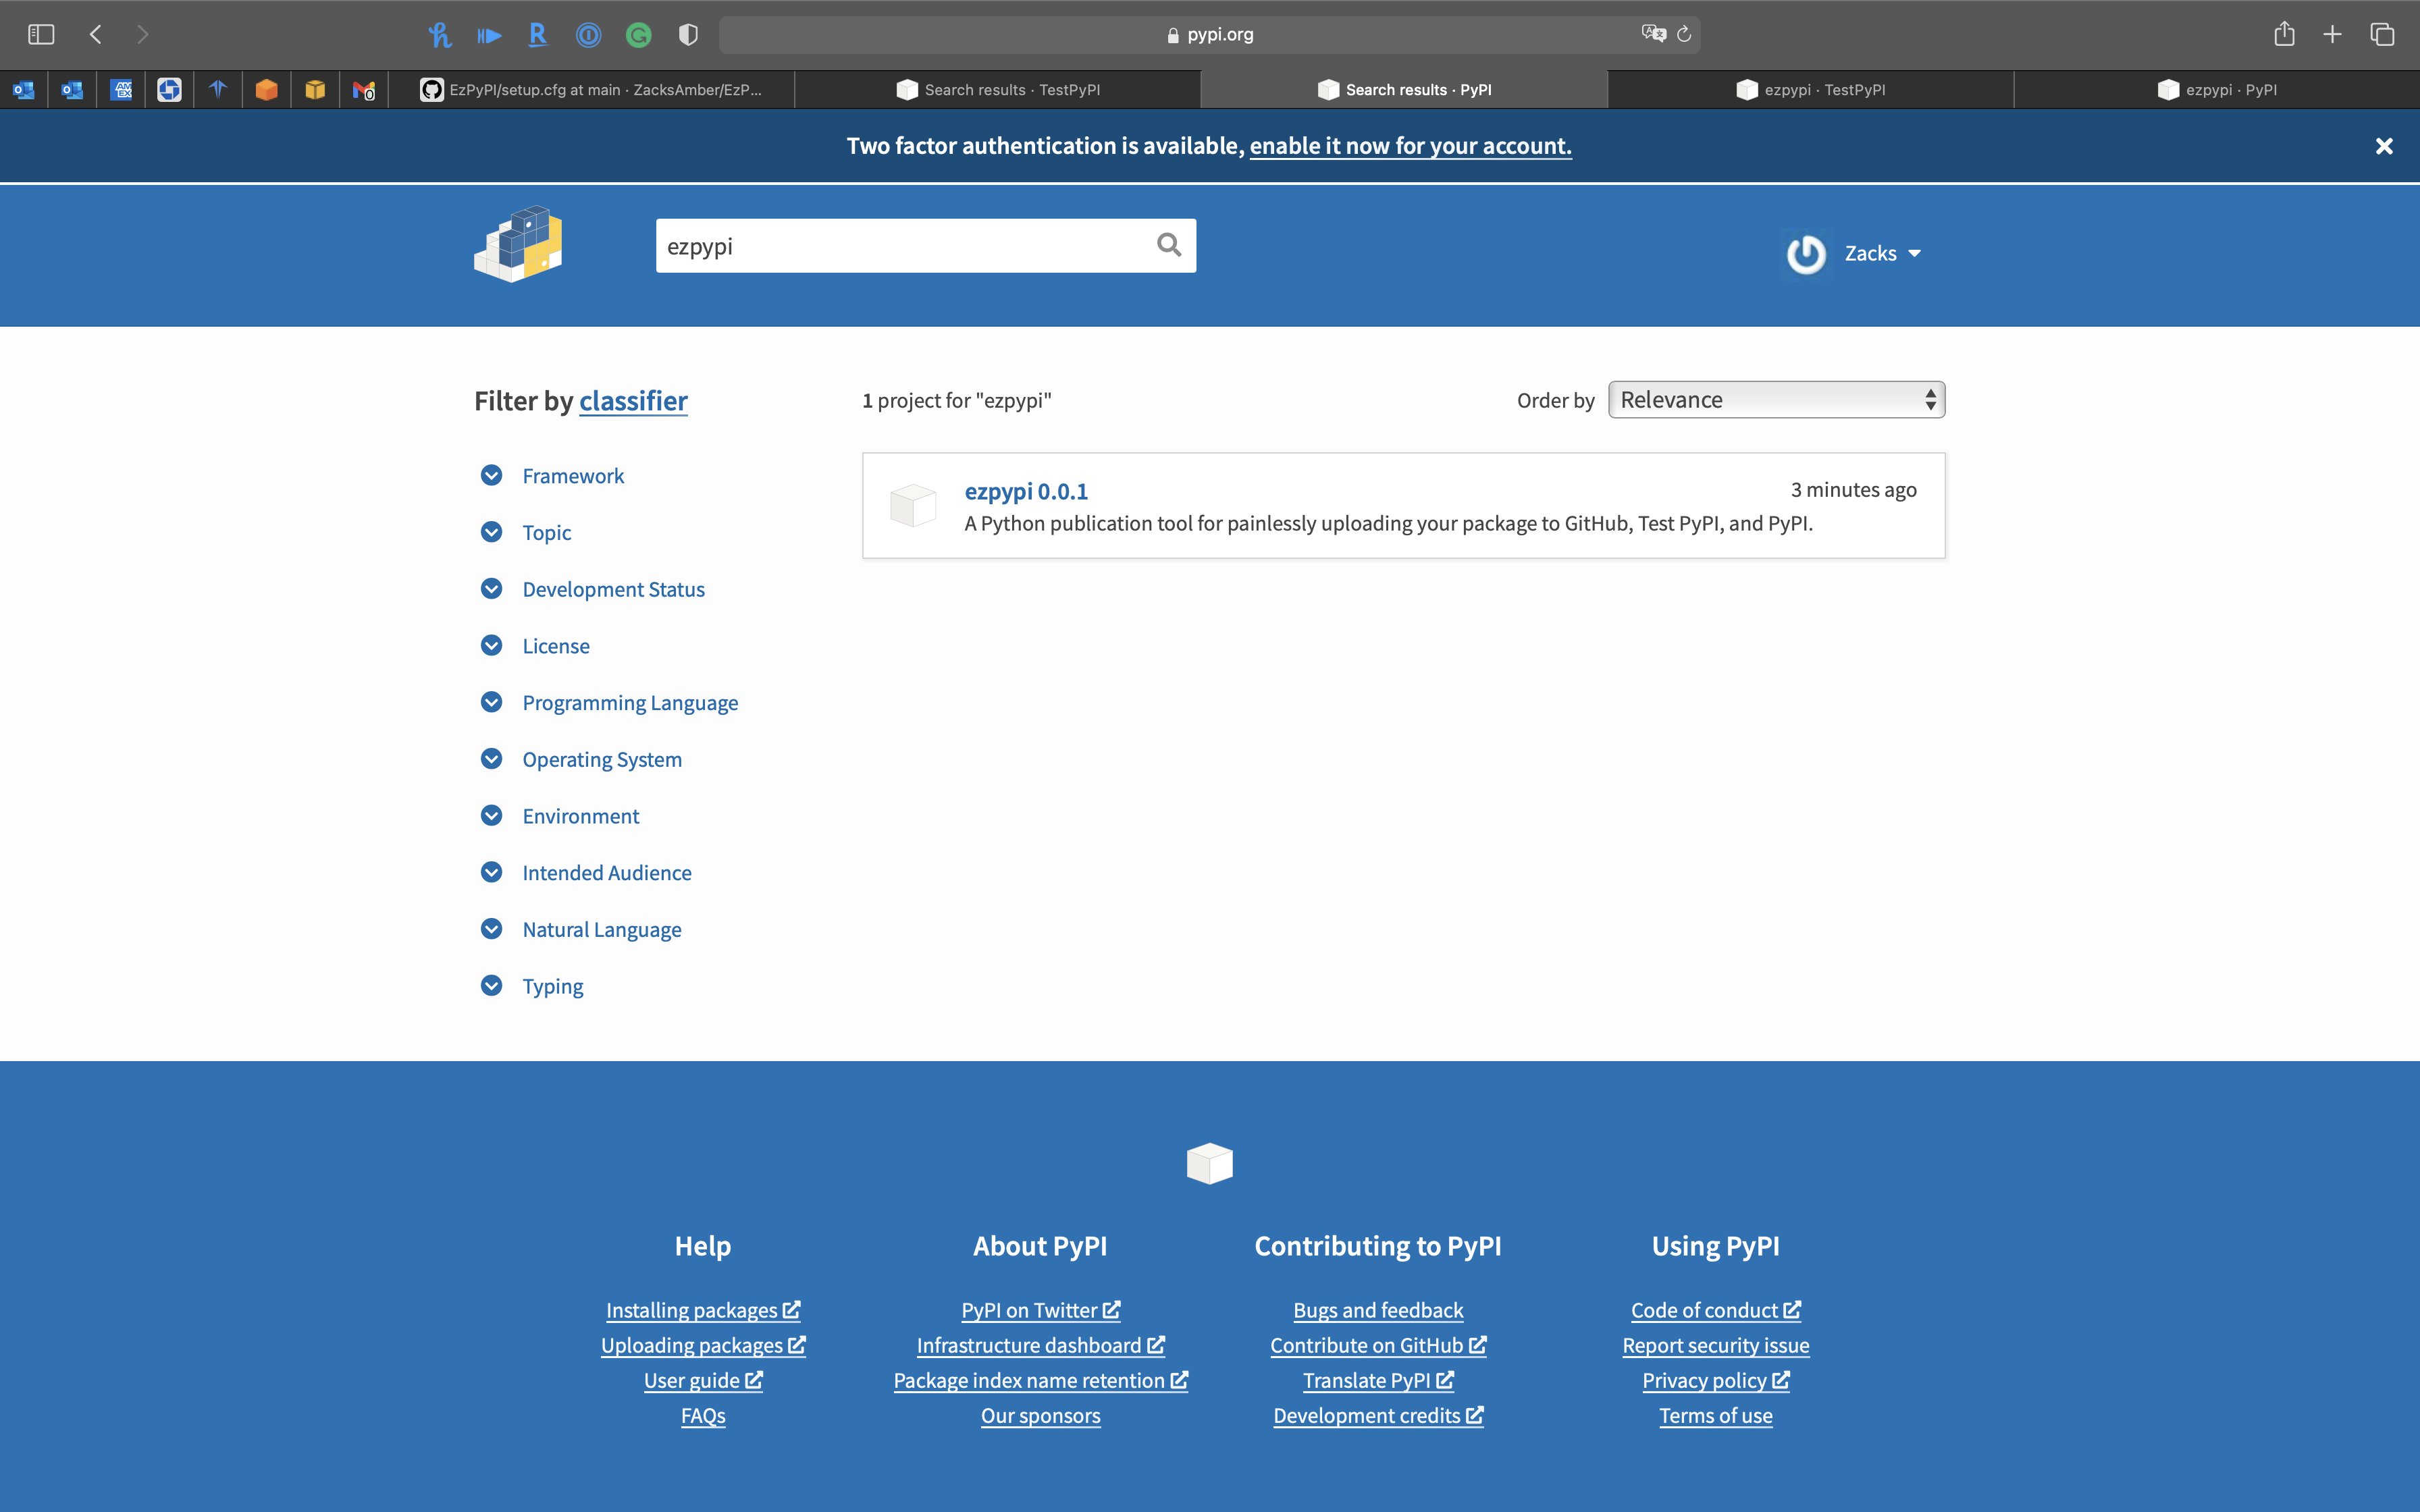 pypi.org
EzPyPI/setup.cfg at main · ZacksAmber/EzP...
Search results · TestPyPI
Search results · PyPI
ezpypi · TestPyPI
ezpypi · PyPI
Two factor authentication is available, enable it now for your account.
ezpypi
Zacks
Filter by classifier
1 project for "ezpypi"
Order by
Relevance
Framework
Topic
Development Status
License
Programming Language
Operating System
Environment
Intended Audience
Natural Language
Typing
ezpypi 0.0.1
3 minutes ago
A Python publication tool for painlessly uploading your package to GitHub, Test PyPI, and PyPI.
Help
Installing packages
Uploading packages
User guide
FAQs
About PyPI
PyPI on Twitter
Infrastructure dashboard
Package index name retention
Our sponsors
Contributing to PyPI
Bugs and feedback
Contribute on GitHub
Translate PyPI
Development credits
Using PyPI
Code of conduct
Report security issue
Privacy policy
Terms of use